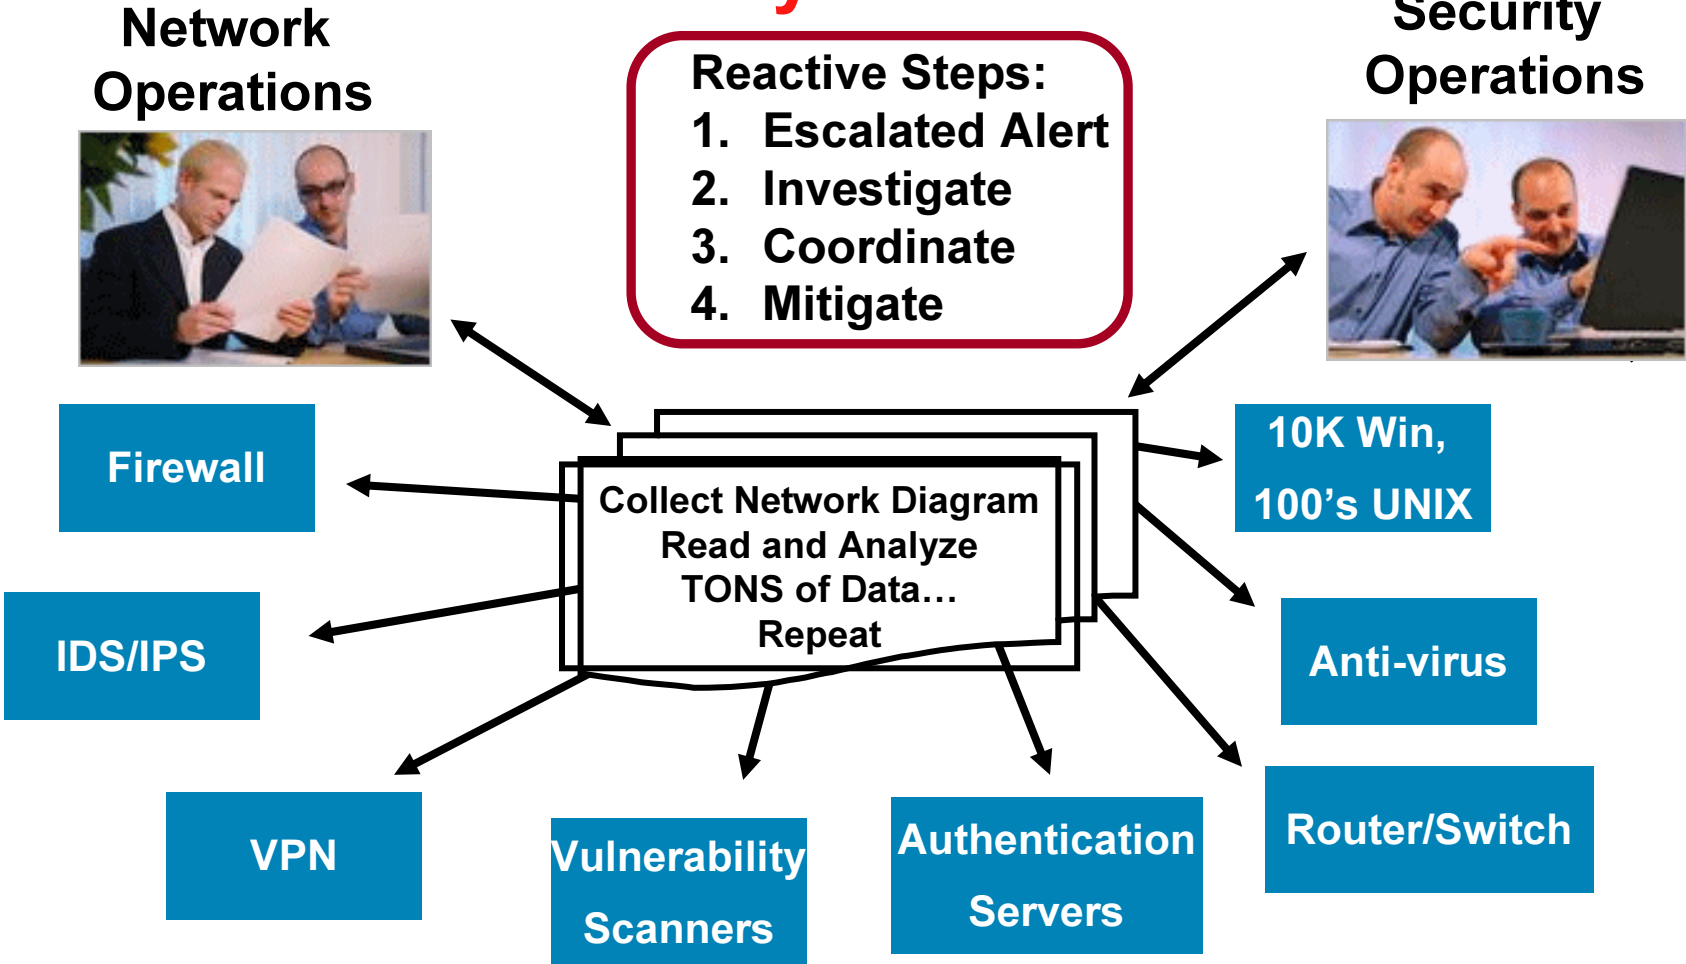 Network
Operations
Security
Operations
Reactive Steps:
1. Escalated Alert
2. Investigate
3. Coordinate
4. Mitigate
Firewall
10K Win,
100’s UNIX
Collect Network Diagram
Read and Analyze
TONS of Data…
Repeat
IDS/IPS
Anti-virus
VPN
Vulnerability
Scanners
Authentication
Servers
Router/Switch